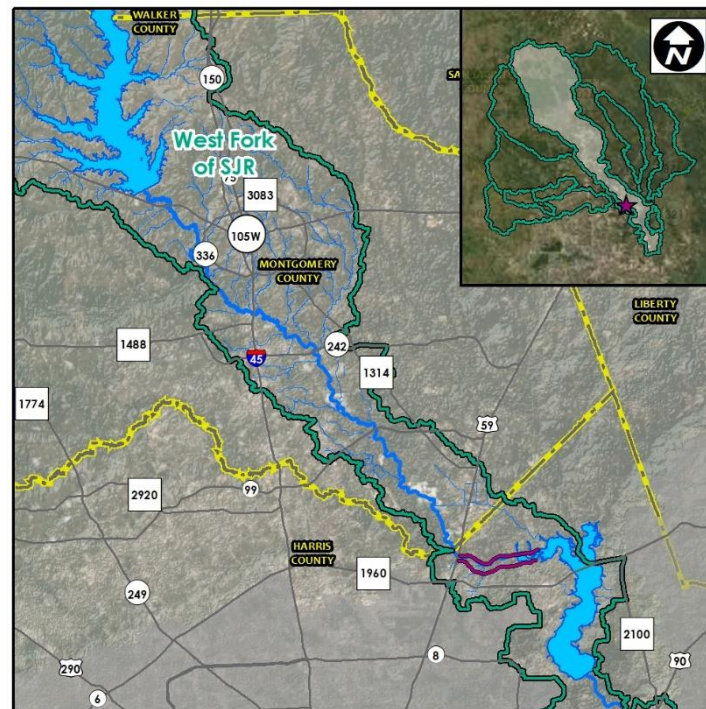 WALKER
COUNTY
150
SA
N
West Fork
of SJR
75
3083
105W
336
MONTGOMERY
COUNTY
LIBERTY
COUNTY
1488
242
45
1314
1774
59
2920
99
HARRIS
COUNTY
1960
249
2100
8
290
90
6